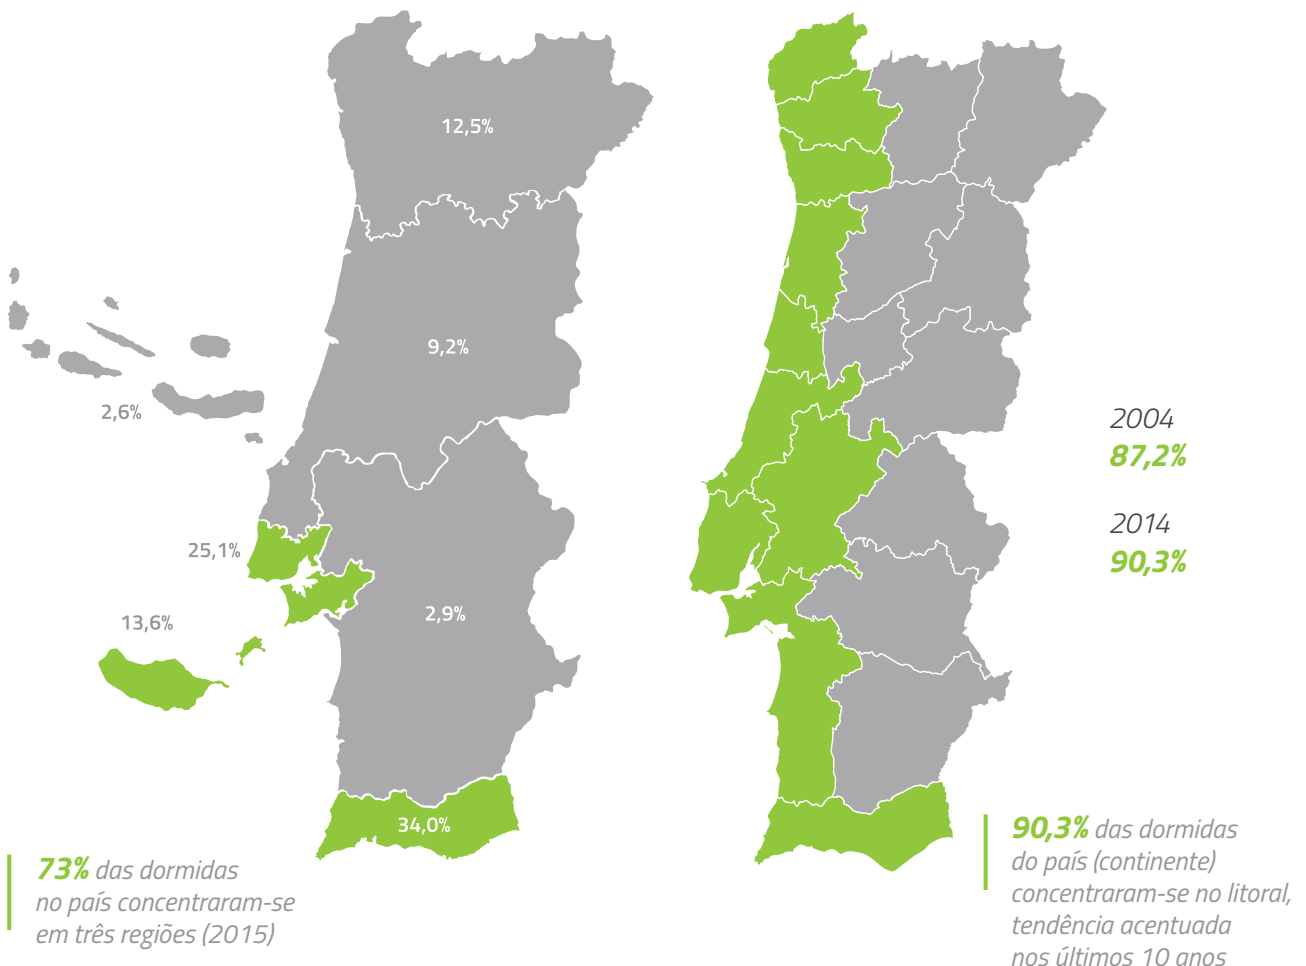 12,5%
9,2%
2,6%
25,1%
13,6%
2,9%
34,0%
73% das dormidas
no país concentraram-se
em três regiões (2015)
2004
87,2%
2014
90,3%
90,3% das dormidas
do país (continente)
concentraram-se no litoral,
tendência acentuada
nos últimos 10 anos